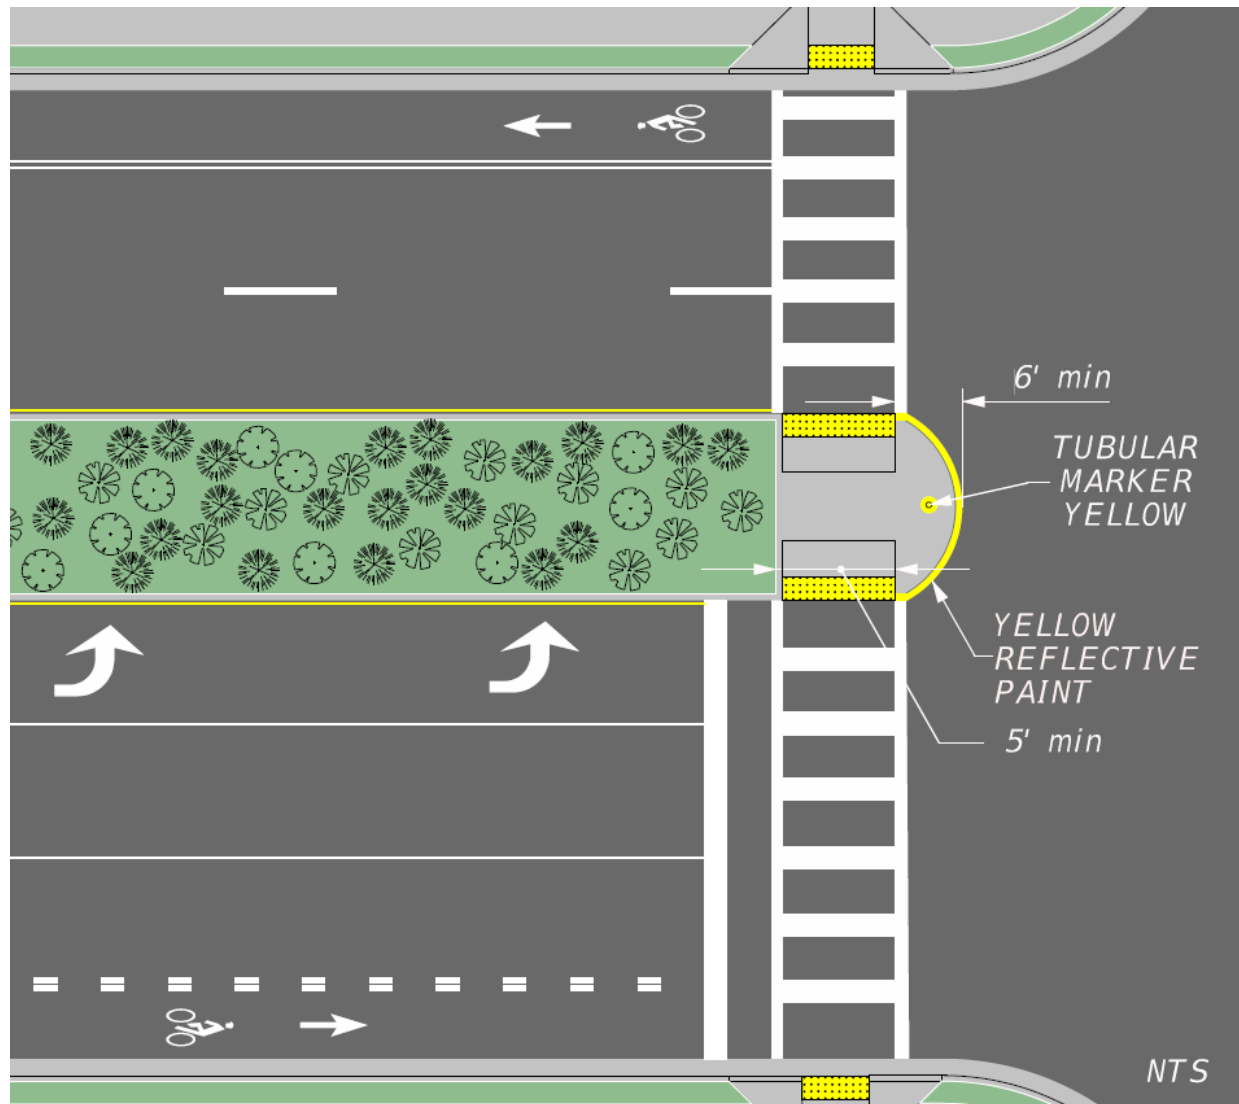 6' min
TUBULAR
MARKER
YELLOW
YELLOW
REFLECTIVE
PAINT
5' min
NTS